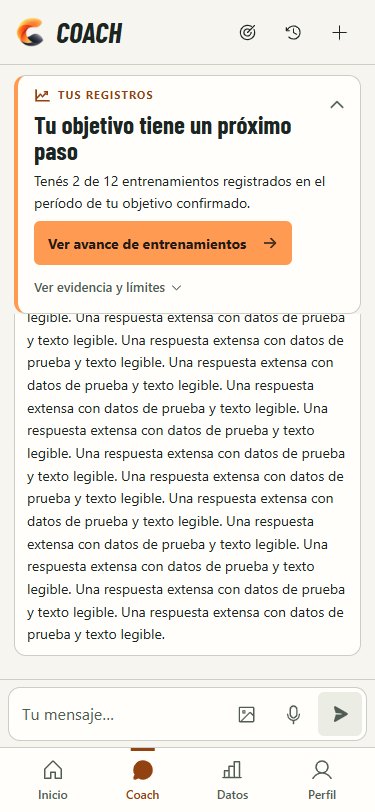 COACH
TUS REGISTROS
Tu objetivo tiene un próximo
paso
Tenés 2 de 12 entrenamientos registrados en el
período de tu objetivo confirmado.
Ver avance de entrenamientos
Ver evidencia y límites
legible. Una respuesta extensa con datos de prueba
y texto legible. Una respuesta extensa con datos de
prueba y texto legible. Una respuesta extensa con
datos de prueba y texto legible. Una respuesta
extensa con datos de prueba y texto legible. Una
respuesta extensa con datos de prueba y texto
legible. Una respuesta extensa con datos de prueba
y texto legible. Una respuesta extensa con datos de
prueba y texto legible. Una respuesta extensa con
datos de prueba y texto legible. Una respuesta
extensa con datos de prueba y texto legible. Una
respuesta extensa con datos de prueba y texto
legible. Una respuesta extensa con datos de prueba
y texto legible. Una respuesta extensa con datos de
prueba y texto legible.
Tu mensaje...
Inicio
Coach
Datos
Perfil